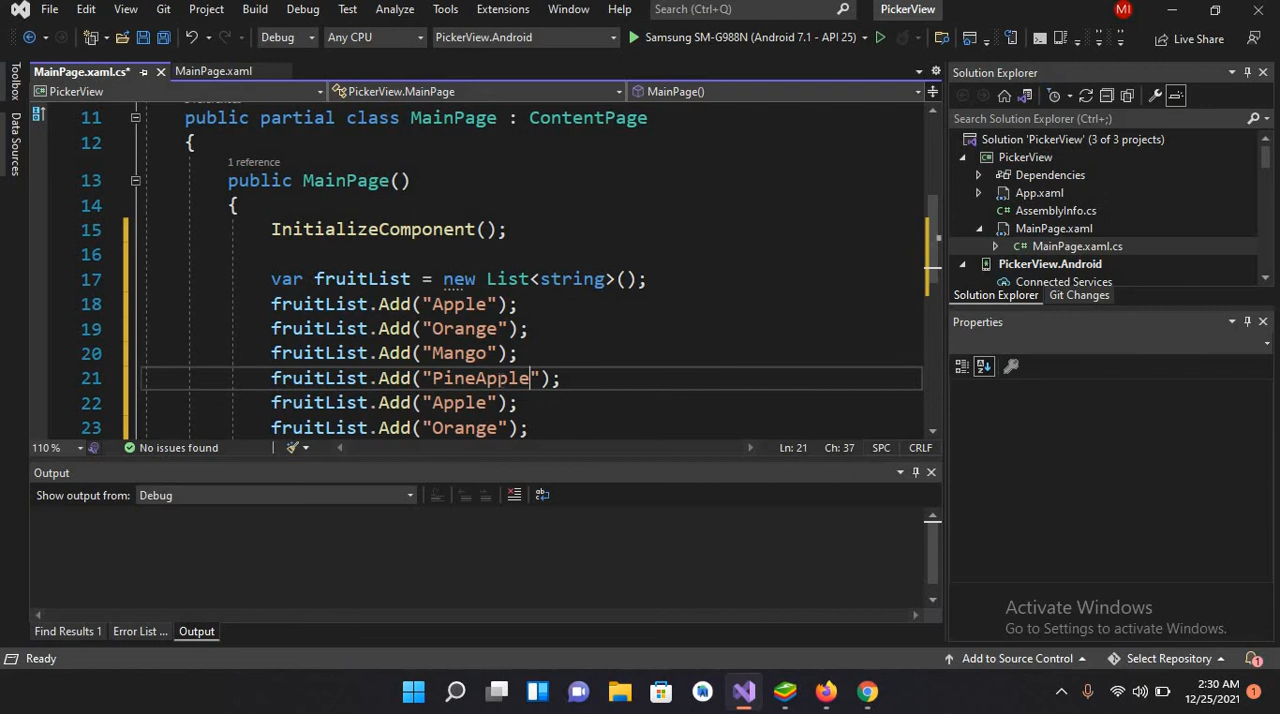 File Edit View Git Project Build Debug Test Analyze Tools Extensions Window Help Search (Ctrl+Q) PickerView MI
Debug Any CPU PickerView.Android Samsung SM-G988N (Android 7.1 - API 25) Live Share
MainPage.xaml.cs* MainPage.xaml
PickerView PickerView.MainPage MainPage()
Toolbox
Data Sources
11 public partial class MainPage : ContentPage
12 {
1 reference
13 public MainPage()
14 {
15 InitializeComponent();
16
17 var fruitList = new List<string>();
18 fruitList.Add("Apple");
19 fruitList.Add("Orange");
20 fruitList.Add("Mango");
21 fruitList.Add("PineApple");
22 fruitList.Add("Apple");
23 fruitList.Add("Orange");
110 % No issues found Ln: 21 Ch: 37 SPC CRLF
Output
Show output from: Debug
Find Results 1 Error List ... Output
Solution Explorer
Search Solution Explorer (Ctrl+;)
Solution 'PickerView' (3 of 3 projects)
PickerView
Dependencies
App.xaml
AssemblyInfo.cs
MainPage.xaml
MainPage.xaml.cs
PickerView.Android
Connected Services
Solution Explorer Git Changes
Properties
Activate Windows
Go to Settings to activate Windows.
Ready Add to Source Control Select Repository 1
2:30 AM
12/25/2021 1